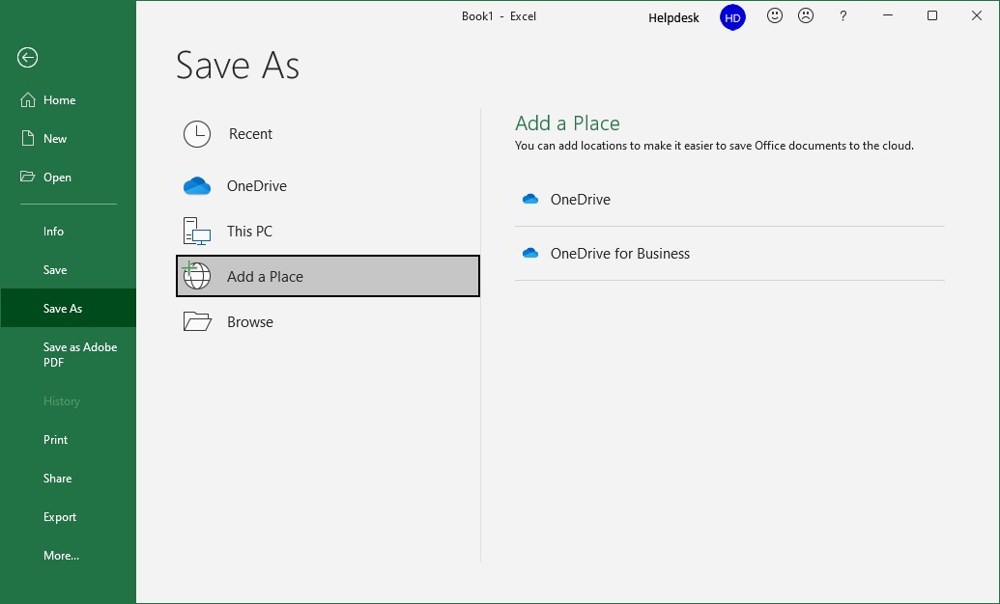 Book1 - Excel
Helpdesk
HD
?
Home
New
Open
Info
Save
Save As
Save as Adobe
PDF
History
Print
Share
Export
More...
Save As
Recent
OneDrive
This PC
Add a Place
Browse
Add a Place
You can add locations to make it easier to save Office documents to the cloud.
OneDrive
OneDrive for Business